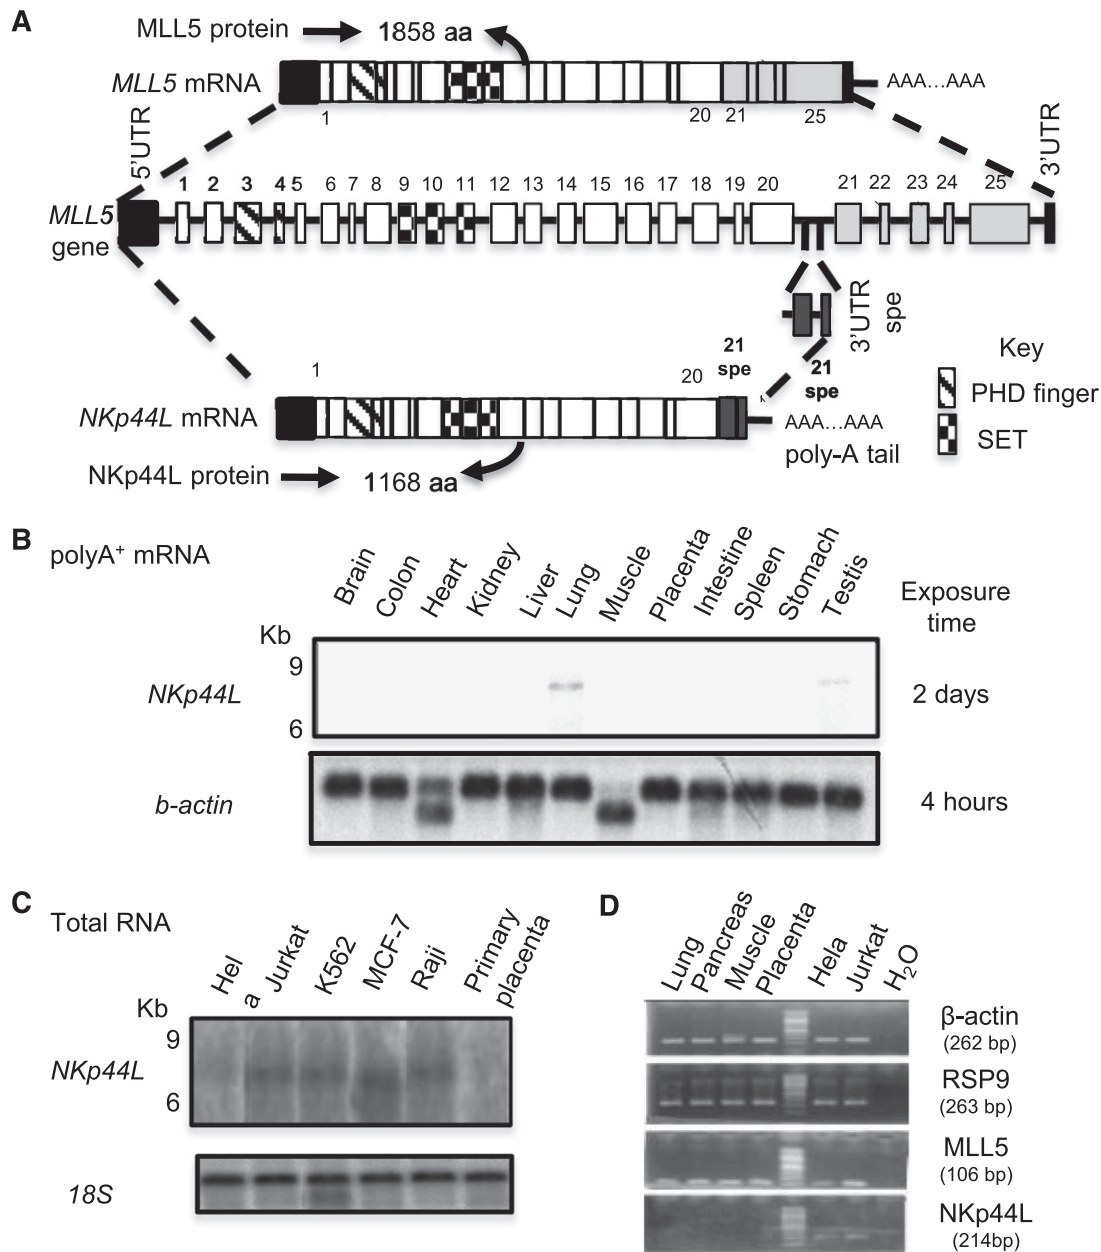 A
MLL5 protein
1858 aa
MLL5 mRNA
AAA...AAA
1
20
21
25
5'UTR
3'UTR
1 2 3 4 5 6 7 8 9 10 11 12 13 14 15 16 17 18 19 20 21 22 23 24 25
MLL5
gene
3'UTR
spe
21
spe
21
spe
1
20
NKp44L mRNA
AAA...AAA
poly-A tail
NKp44L protein
1168 aa
Key
PHD finger
SET
B
polyA⁺ mRNA
Brain
Colon
Heart
Kidney
Liver
Lung
Muscle
Placenta
Intestine
Spleen
Stomach
Testis
Exposure
time
Kb
9
6
NKp44L
2 days
b-actin
4 hours
C
Total RNA
Hel
a
Jurkat
K562
MCF-7
Raji
Primary
placenta
Kb
9
6
NKp44L
18S
D
Lung
Pancreas
Muscle
Placenta
Hela
Jurkat
H₂O
β-actin
(262 bp)
RSP9
(263 bp)
MLL5
(106 bp)
NKp44L
(214bp)